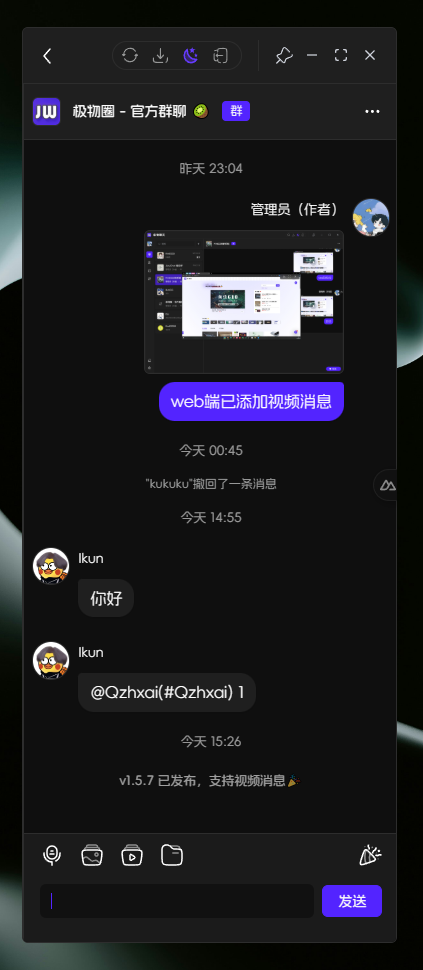 JW 极物圈 - 官方群聊 🥝 群
昨天 23:04
管理员（作者）
web端已添加视频消息
今天 00:45
"kukuku"撤回了一条消息
今天 14:55
Ikun
你好
Ikun
@Qzhxai(#Qzhxai) 1
今天 15:26
v1.5.7 已发布，支持视频消息🎉
发送